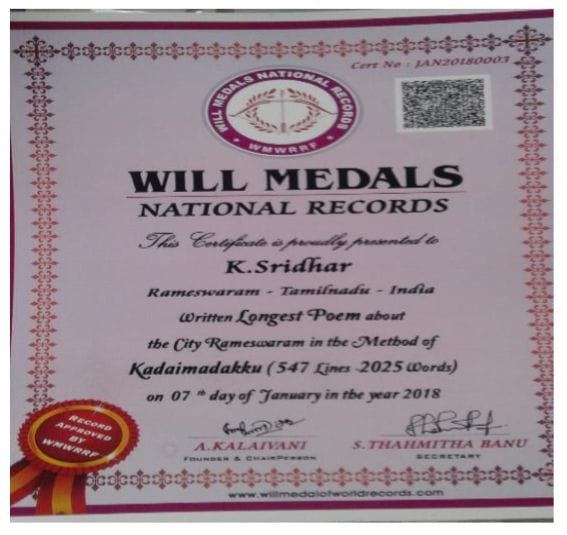 Cert No : JAN20180003
WILL MEDALS NATIONAL RECORDS
WMWRRF
WILL MEDALS
NATIONAL RECORDS
This Certificate is proudly presented to
K.Sridhar
Rameswaram - Tamilnadu - India
Written Longest Poem about
the City Rameswaram in the Method of
Kadaimadakku ( 547 Lines -2025 Words)
on 07 th day of January in the year 2018
RECORD
APPROVED
BY
WMWRRF
A.KALAIVANI
FOUNDER & CHAIRPERSON
S.THAHMITHA BANU
SECRETARY
www.willmedalofworldrecords.com